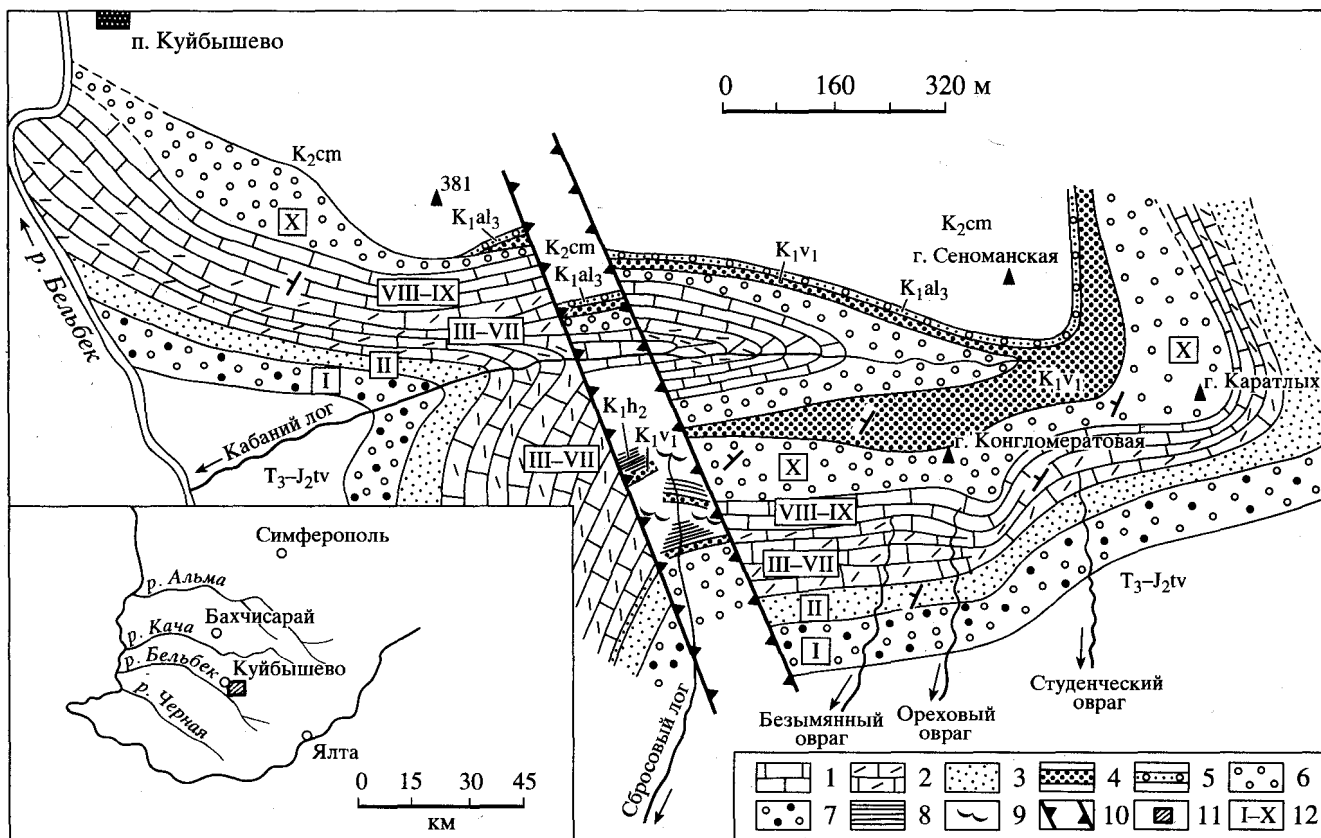 п. Куйбышево
0 160 320 м
K₂cm
381
X
K₁al₃
K₂cm
K₁al₃
K₁v₁
K₂cm
г. Сеноманская
K₁al₃
р. Бельбек
VIII–IX
III–VII
II
I
X
K₁v₁
г. Каратлых
Кабаний лог
K₁h₂
K₁v₁
г. Конгломератовая
T₃–J₂tv
III–VII
X
VIII–IX
III–VII
T₃–J₂tv
II
I
Студенческий
овраг
Безымянный
овраг
Ореховый
овраг
Сбросовый лог
Симферополь
р. Альма
Бахчисарай
р. Кача
р. Бельбек
Куйбышево
р. Черная
Ялта
0 15 30 45
км
1 2 3 4 5 6
7 8 9 10 11 I–X 12